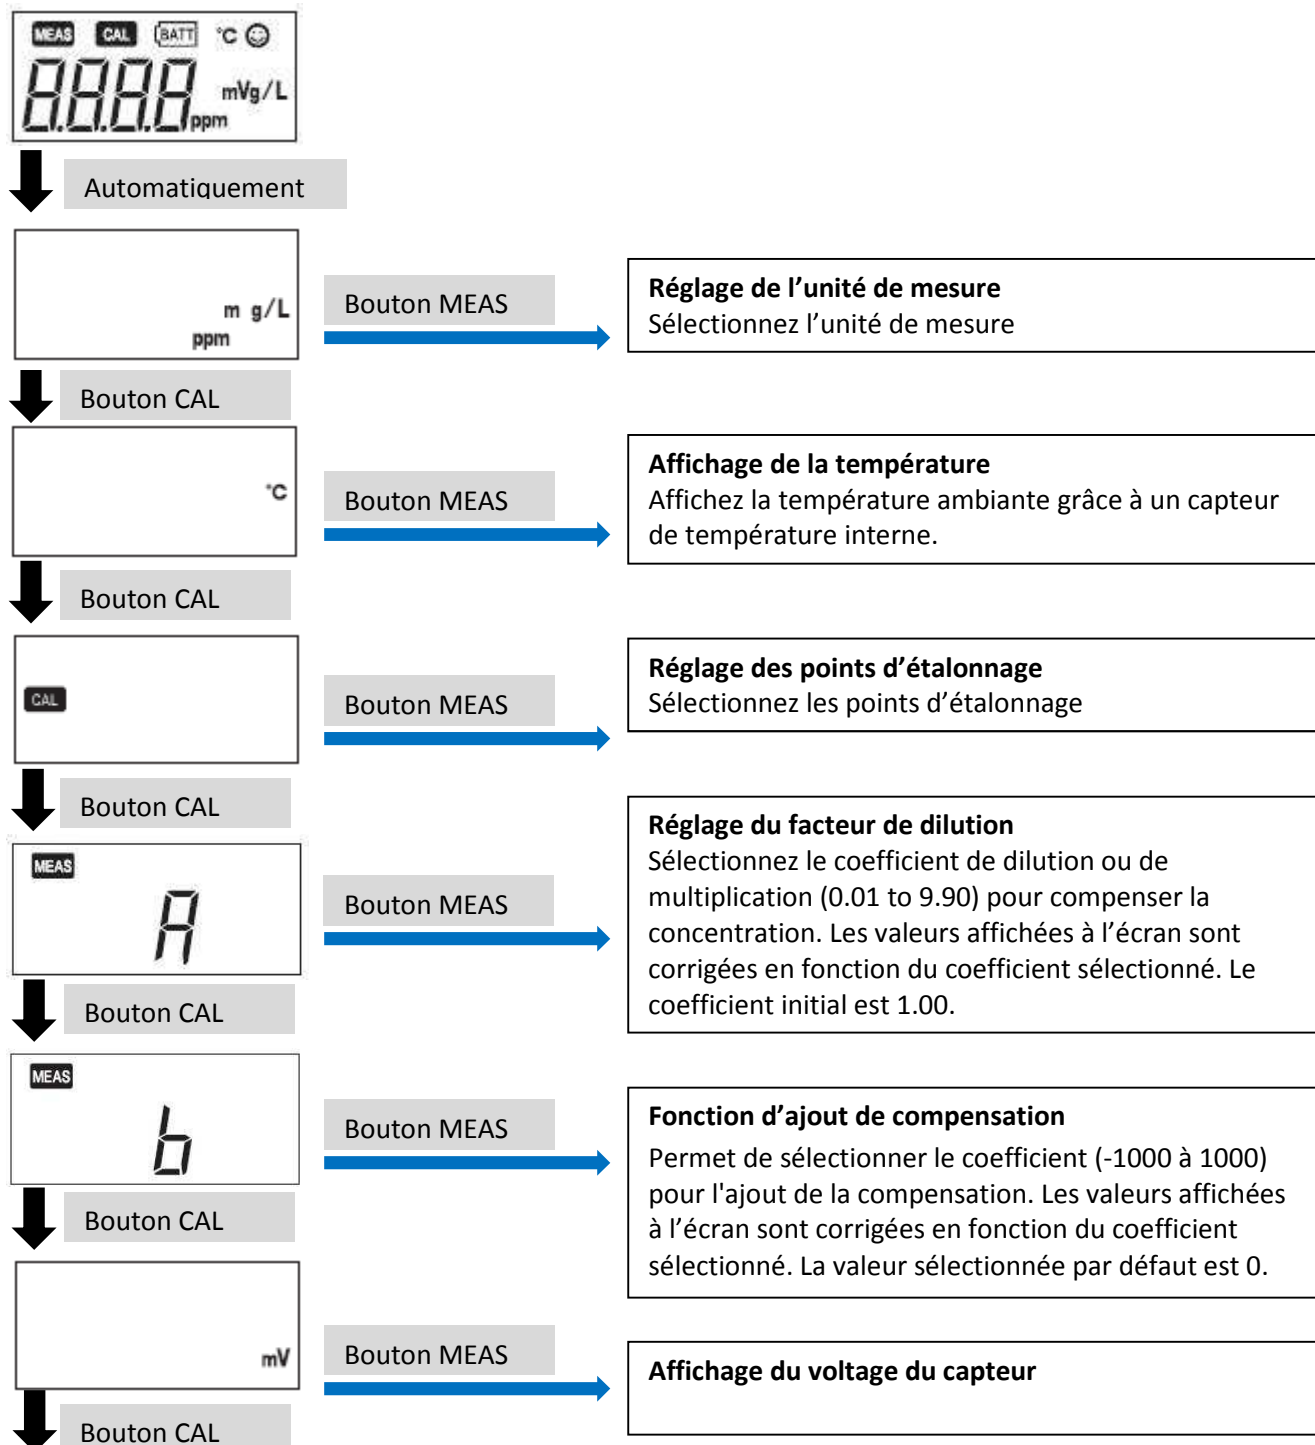 MEAS CAL BATT °C
8.8.8.8 mVg/L
ppm
Automatiquement
m g/L
ppm
Bouton MEAS
Réglage de l’unité de mesure
Sélectionnez l’unité de mesure
Bouton CAL
°C
Bouton MEAS
Affichage de la température
Affichez la température ambiante grâce à un capteur
de température interne.
Bouton CAL
CAL
Bouton MEAS
Réglage des points d’étalonnage
Sélectionnez les points d’étalonnage
Bouton CAL
MEAS
A
Bouton MEAS
Réglage du facteur de dilution
Sélectionnez le coefficient de dilution ou de
multiplication (0.01 to 9.90) pour compenser la
concentration. Les valeurs affichées à l’écran sont
corrigées en fonction du coefficient sélectionné. Le
coefficient initial est 1.00.
Bouton CAL
MEAS
b
Bouton MEAS
Fonction d’ajout de compensation
Permet de sélectionner le coefficient (-1000 à 1000)
pour l'ajout de la compensation. Les valeurs affichées
à l’écran sont corrigées en fonction du coefficient
sélectionné. La valeur sélectionnée par défaut est 0.
Bouton CAL
mV
Bouton MEAS
Affichage du voltage du capteur
Bouton CAL